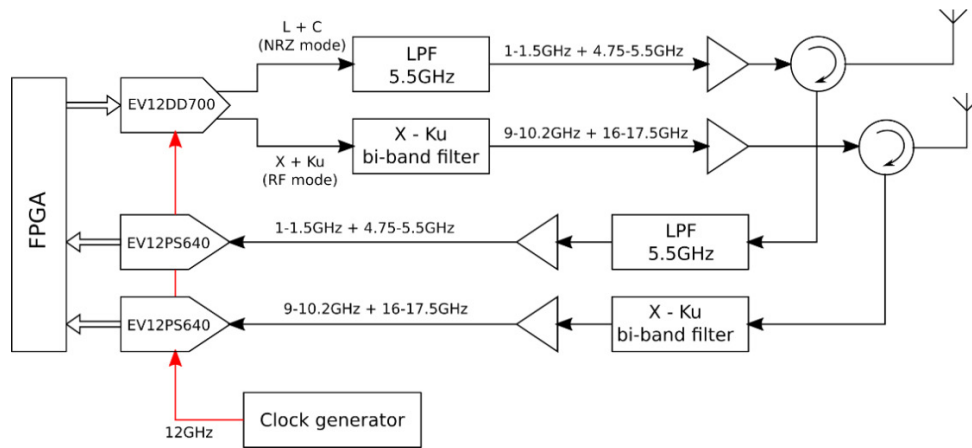 L + C
(NRZ mode)
LPF
5.5GHz
1-1.5GHz + 4.75-5.5GHz
EV12DD700
X - Ku
bi-band filter
9-10.2GHz + 16-17.5GHz
X + Ku
(RF mode)
FPGA
EV12PS640
1-1.5GHz + 4.75-5.5GHz
LPF
5.5GHz
EV12PS640
9-10.2GHz + 16-17.5GHz
X - Ku
bi-band filter
12GHz
Clock generator